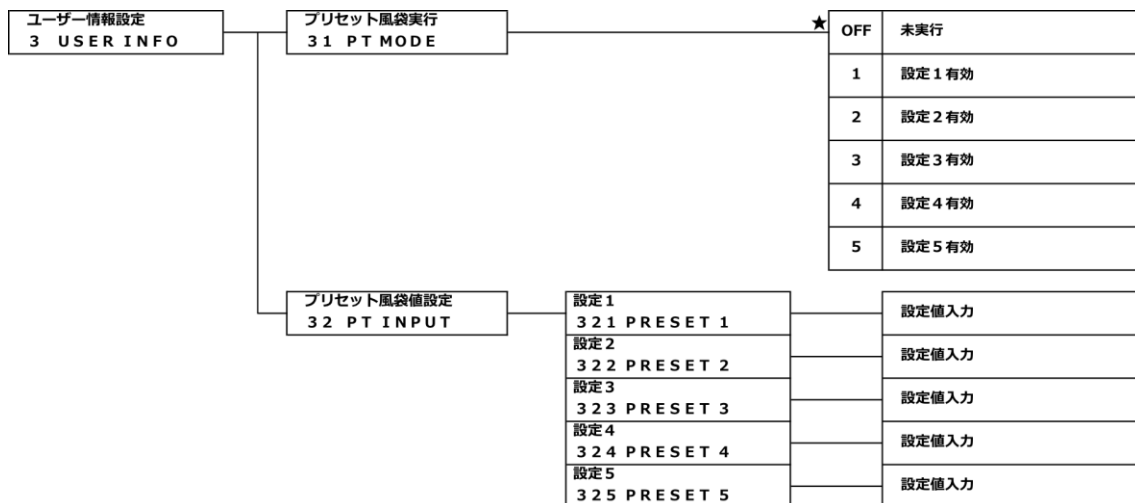 ユーザー情報設定
3 USER INFO
プリセット風袋実行
31 PT MODE
★
OFF 未実行
1 設定1有効
2 設定2有効
3 設定3有効
4 設定4有効
5 設定5有効
プリセット風袋値設定
32 PT INPUT
設定1
321 PRESET 1
設定値入力
設定2
322 PRESET 2
設定値入力
設定3
323 PRESET 3
設定値入力
設定4
324 PRESET 4
設定値入力
設定5
325 PRESET 5
設定値入力